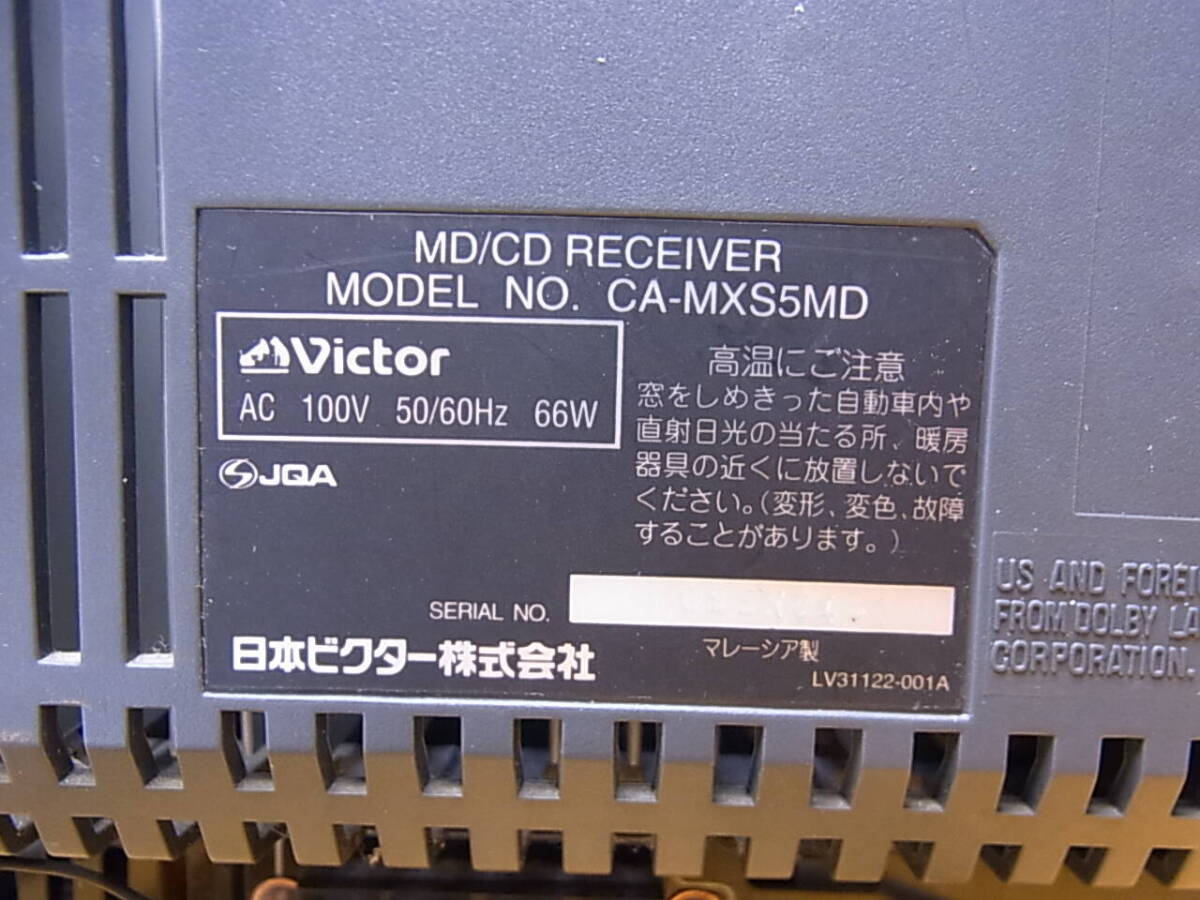 MD/CD RECEIVER
MODEL NO. CA-MXS5MD
Victor
AC 100V 50/60Hz 66W
JQA
高温にご注意
窓をしめきった自動車内や
直射日光の当たる所、暖房
器具の近くに放置しないで
ください。(変形、変色、故障
することがあります。)
SERIAL NO.
日本ビクター株式会社
マレーシア製
LV31122-001A
US AND FOREI
FROM DOLBY LA
CORPORATION.